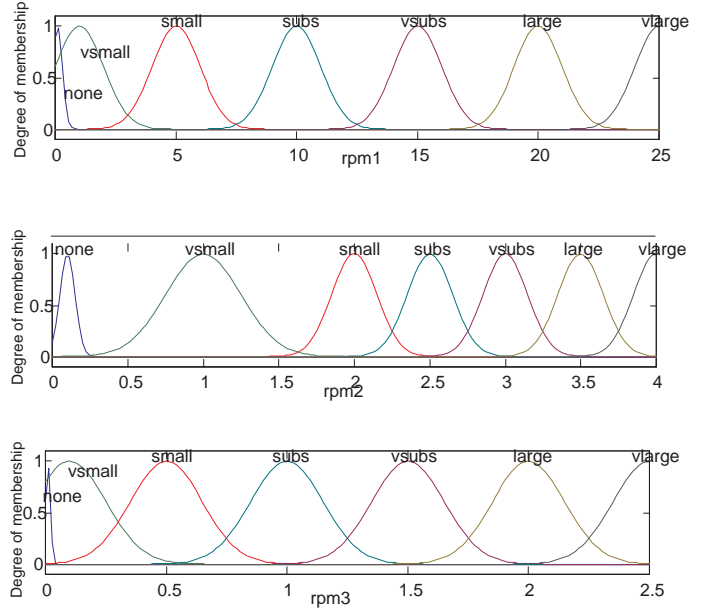 Degree of membership
1
0.5
0
none
vsmall
small
subs
vsubs
large
vlarge
0
5
10
15
20
25
rpm1
Degree of membership
1
0.5
0
none
vsmall
small
subs
vsubs
large
vlarge
0
0.5
1
1.5
2
2.5
3
3.5
4
rpm2
Degree of membership
1
0.5
0
none
vsmall
small
subs
vsubs
large
vlarge
0
0.5
1
1.5
2
2.5
rpm3